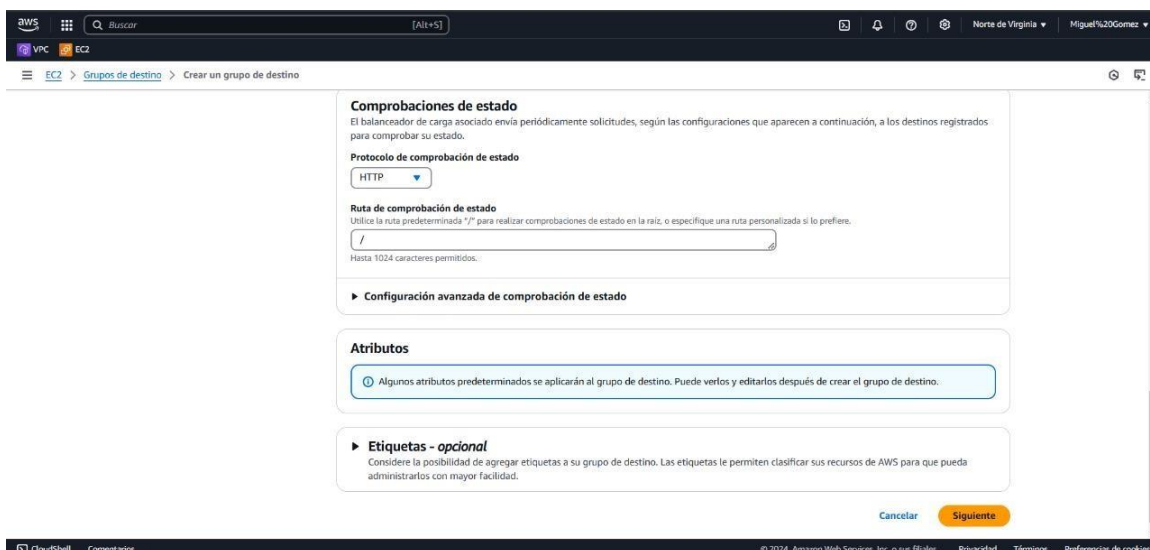 aws
Buscar
[Alt+S]
Norte de Virginia
Miguel%20Gomez
VPC
EC2
EC2 > Grupos de destino > Crear un grupo de destino
Comprobaciones de estado
El balanceador de carga asociado envía periódicamente solicitudes, según las configuraciones que aparecen a continuación, a los destinos registrados
para comprobar su estado.
Protocolo de comprobación de estado
HTTP
Ruta de comprobación de estado
Utilice la ruta predeterminada "/" para realizar comprobaciones de estado en la raíz, o especifique una ruta personalizada si lo prefiere.
/
Hasta 1024 caracteres permitidos.
Configuración avanzada de comprobación de estado
Atributos
Algunos atributos predeterminados se aplicarán al grupo de destino. Puede verlos y editarlos después de crear el grupo de destino.
Etiquetas - opcional
Considere la posibilidad de agregar etiquetas a su grupo de destino. Las etiquetas le permiten clasificar sus recursos de AWS para que pueda
administrarlos con mayor facilidad.
Cancelar
Siguiente
CloudShell
Comentarios
© 2024, Amazon Web Services, Inc. o sus filiales.
Privacidad
Términos
Preferencias de cookies